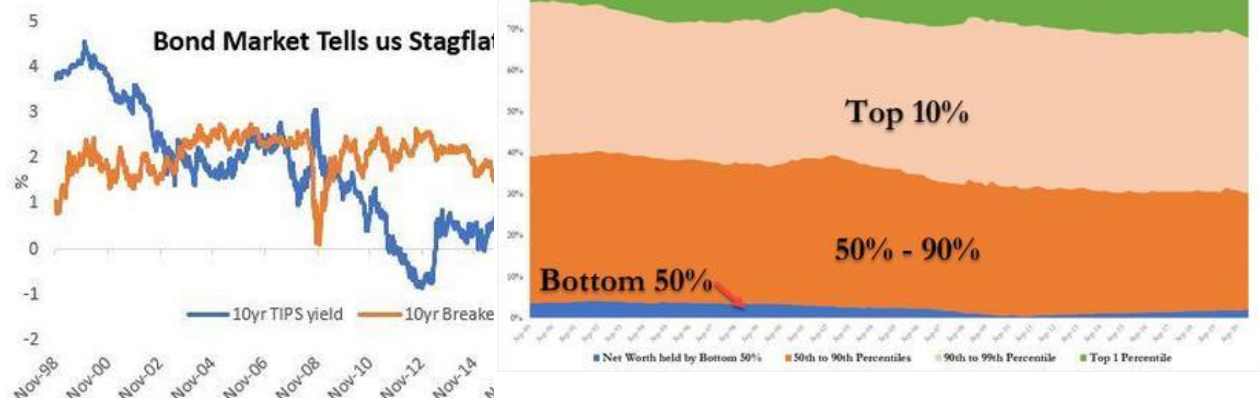 Bond Market Tells us Stagflat
5
4
3
2
1
0
-1
-2
%
10yr TIPS yield
10yr Breake
Nov-98
Nov-00
Nov-02
Nov-04
Nov-06
Nov-08
Nov-10
Nov-12
Nov-14
70%
60%
50%
40%
30%
20%
10%
0%
Top 10%
50% - 90%
Bottom 50%
Net Worth held by Bottom 50%
50th to 90th Percentiles
90th to 99th Percentile
Top 1 Percentile